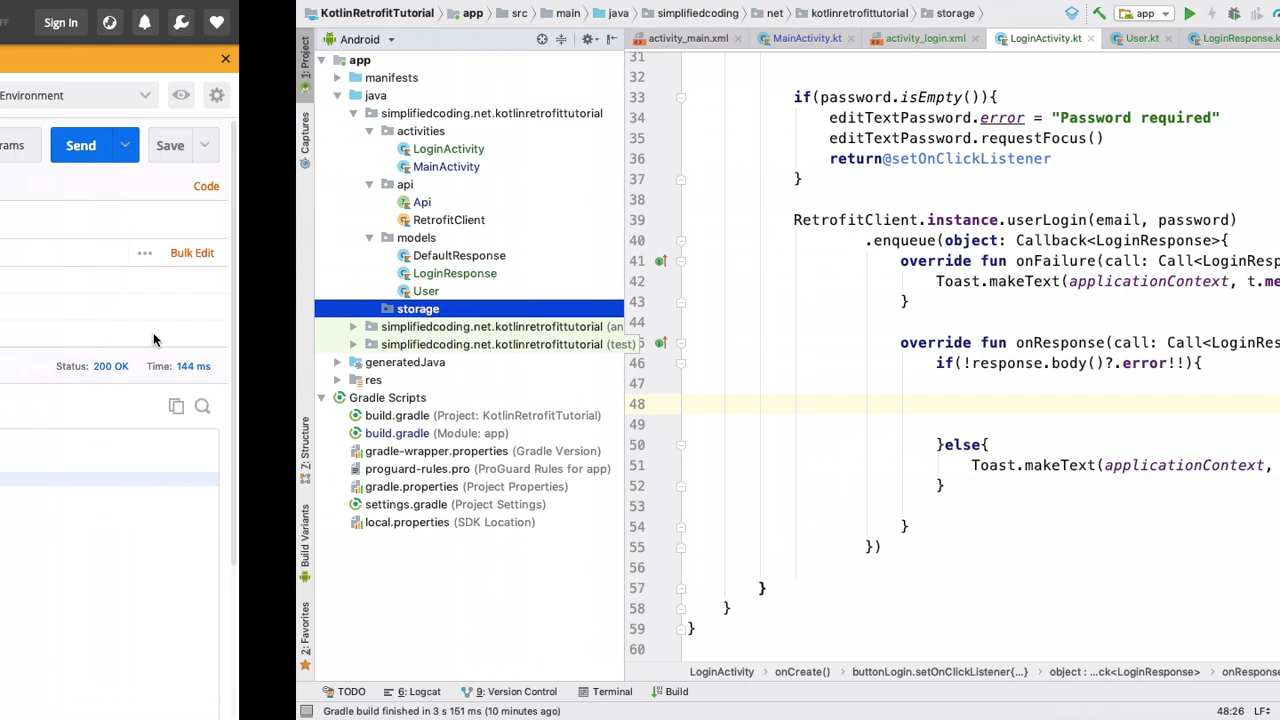 FF
Sign In
Environment
rams
Send
Save
Code
Bulk Edit
Status: 200 OK
Time: 144 ms
KotlinRetrofitTutorial
app
src
main
java
simplifiedcoding
net
kotlinretrofittutorial
storage
app
1: Project
Captures
7: Structure
Build Variants
2: Favorites
Android
app
manifests
java
simplifiedcoding.net.kotlinretrofittutorial
activities
LoginActivity
MainActivity
api
Api
RetrofitClient
models
DefaultResponse
LoginResponse
User
storage
simplifiedcoding.net.kotlinretrofittutorial (an
simplifiedcoding.net.kotlinretrofittutorial (test)
generatedJava
res
Gradle Scripts
build.gradle (Project: KotlinRetrofitTutorial)
build.gradle (Module: app)
gradle-wrapper.properties (Gradle Version)
proguard-rules.pro (ProGuard Rules for app)
gradle.properties (Project Properties)
settings.gradle (Project Settings)
local.properties (SDK Location)
activity_main.xml
MainActivity.kt
activity_login.xml
LoginActivity.kt
User.kt
LoginResponse.k
31
32
33 if(password.isEmpty()){
34 editTextPassword.error = "Password required"
35 editTextPassword.requestFocus()
36 return@setOnClickListener
37 }
38
39 RetrofitClient.instance.userLogin(email, password)
40 .enqueue(object: Callback<LoginResponse>{
41 override fun onFailure(call: Call<LoginResp
42 Toast.makeText(applicationContext, t.me
43 }
44
5 override fun onResponse(call: Call<LoginRes
46 if(!response.body()?.error!!){
47
48
49
50 }else{
51 Toast.makeText(applicationContext,
52 }
53
54 }
55 })
56
57 }
58 }
59 }
60
LoginActivity
onCreate()
buttonLogin.setOnClickListener{...}
object : ...ck<LoginResponse>
onRespons
TODO
6: Logcat
9: Version Control
Terminal
Build
Gradle build finished in 3 s 151 ms (10 minutes ago)
48:26
LF